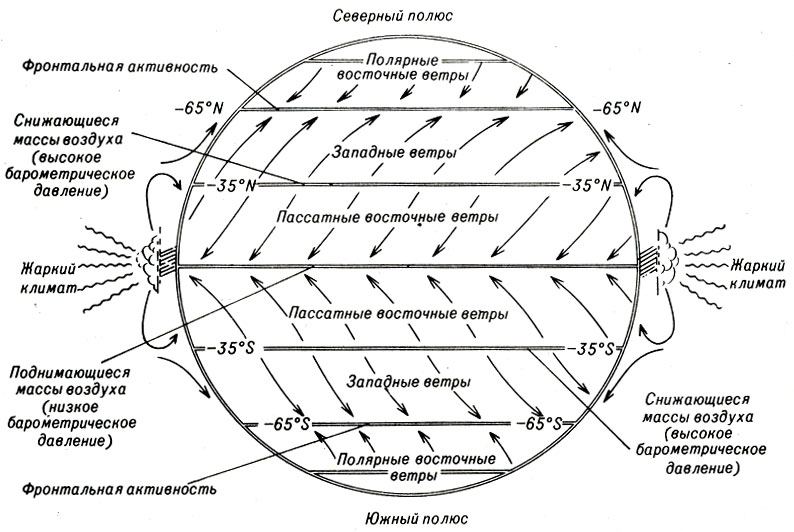 Северный полюс
Полярные
восточные ветры
Фронтальная активность
–65°N
–65°N
Снижающиеся
массы воздуха
(высокое
барометрическое
давление)
Западные ветры
–35°N
–35°N
Пассатные восточные ветры
Жаркий
климат
Жаркий
климат
Пассатные восточные ветры
–35°S
–35°S
Поднимающиеся
массы воздуха
(низкое
барометрическое
давление)
Западные ветры
Снижающиеся
массы воздуха
(высокое
барометрическое
давление)
–65°S
–65°S
Полярные восточные
ветры
Фронтальная активность
Южный полюс